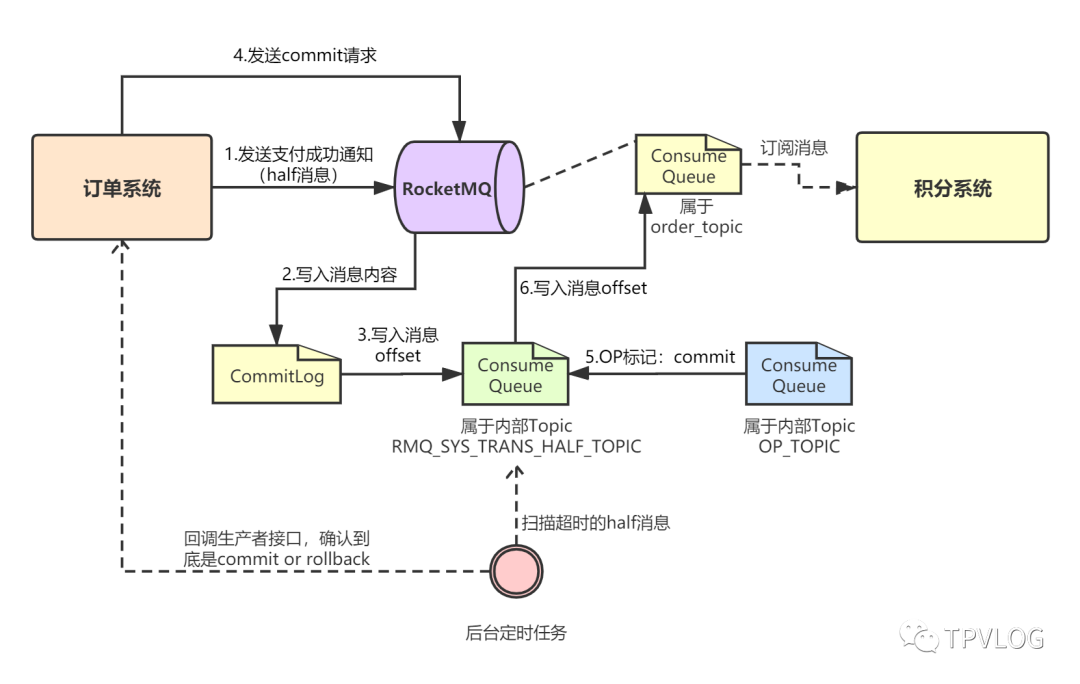 4.发送commit请求
1.发送支付成功通知
（half消息）
订单系统
RocketMQ
Consume
Queue
属于
order_topic
订阅消息
积分系统
2.写入消息内容
6.写入消息offset
3.写入消息
offset
CommitLog
Consume
Queue
5.OP标记：commit
Consume
Queue
属于内部Topic
RMQ_SYS_TRANS_HALF_TOPIC
属于内部Topic
OP_TOPIC
扫描超时的half消息
回调生产者接口，确认到
底是commit or rollback
后台定时任务
TPVLOG